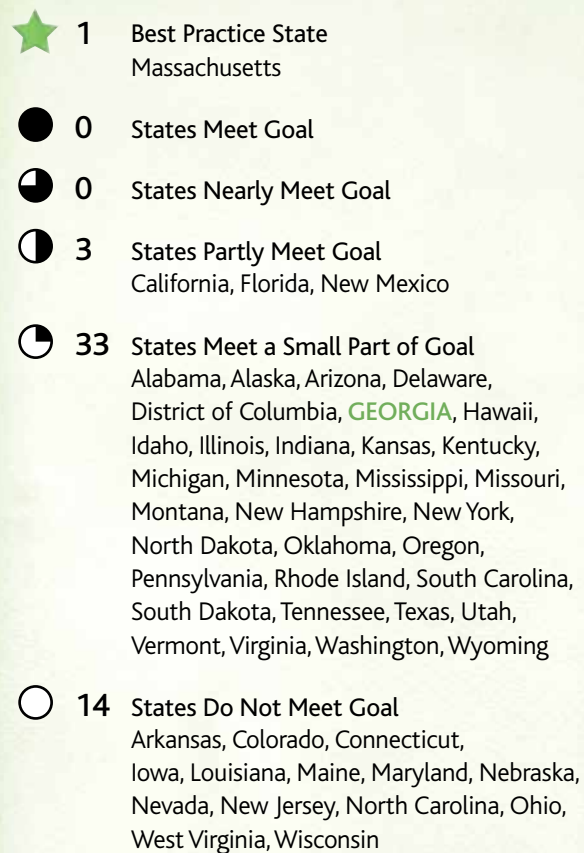 1 Best Practice State
Massachusetts
0 States Meet Goal
0 States Nearly Meet Goal
3 States Partly Meet Goal
California, Florida, New Mexico
33 States Meet a Small Part of Goal
Alabama, Alaska, Arizona, Delaware,
District of Columbia, GEORGIA, Hawaii,
Idaho, Illinois, Indiana, Kansas, Kentucky,
Michigan, Minnesota, Mississippi, Missouri,
Montana, New Hampshire, New York,
North Dakota, Oklahoma, Oregon,
Pennsylvania, Rhode Island, South Carolina,
South Dakota, Tennessee, Texas, Utah,
Vermont, Virginia, Washington, Wyoming
14 States Do Not Meet Goal
Arkansas, Colorado, Connecticut,
Iowa, Louisiana, Maine, Maryland, Nebraska,
Nevada, New Jersey, North Carolina, Ohio,
West Virginia, Wisconsin